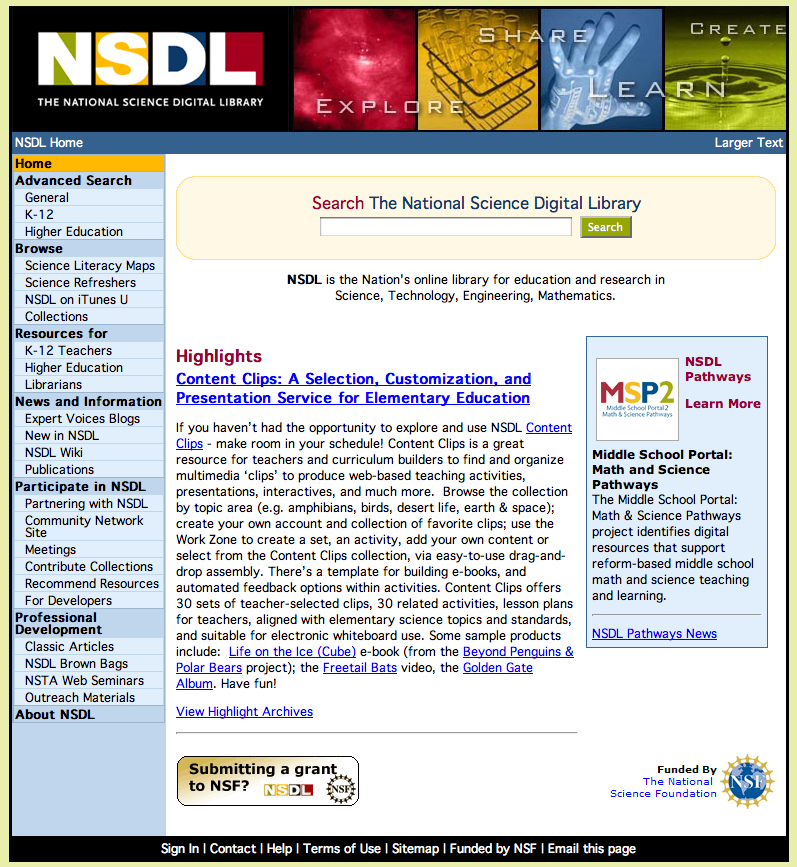 NSDL
THE NATIONAL SCIENCE DIGITAL LIBRARY
EXPLORE
SHARE
LEARN
CREATE
NSDL Home
Larger Text
Home
Advanced Search
General
K-12
Higher Education
Browse
Science Literacy Maps
Science Refreshers
NSDL on iTunes U
Collections
Resources for
K-12 Teachers
Higher Education
Librarians
News and Information
Expert Voices Blogs
New in NSDL
NSDL Wiki
Publications
Participate in NSDL
Partnering with NSDL
Community Network
Site
Meetings
Contribute Collections
Recommend Resources
For Developers
Professional
Development
Classic Articles
NSDL Brown Bags
NSTA Web Seminars
Outreach Materials
About NSDL
Search The National Science Digital Library
Search
NSDL is the Nation's online library for education and research in
Science, Technology, Engineering, Mathematics.
Highlights
Content Clips: A Selection, Customization, and
Presentation Service for Elementary Education
If you haven’t had the opportunity to explore and use NSDL Content
Clips - make room in your schedule! Content Clips is a great
resource for teachers and curriculum builders to find and organize
multimedia ‘clips’ to produce web-based teaching activities,
presentations, interactives, and much more. Browse the collection
by topic area (e.g. amphibians, birds, desert life, earth & space);
create your own account and collection of favorite clips; use the
Work Zone to create a set, an activity, add your own content or
select from the Content Clips collection, via easy-to-use drag-and-
drop assembly. There’s a template for building e-books, and
automated feedback options within activities. Content Clips offers
30 sets of teacher-selected clips, 30 related activities, lesson plans
for teachers, aligned with elementary science topics and standards,
and suitable for electronic whiteboard use. Some sample products
include: Life on the Ice (Cube) e-book (from the Beyond Penguins &
Polar Bears project); the Freetail Bats video, the Golden Gate
Album. Have fun!
View Highlight Archives
MSP2
Middle School Portal 2
Math & Science Pathways
NSDL
Pathways
Learn More
Middle School Portal:
Math and Science
Pathways
The Middle School Portal:
Math & Science Pathways
project identifies digital
resources that support
reform-based middle school
math and science teaching
and learning.
NSDL Pathways News
Submitting a grant
to NSF?
NSDL
NSF
Funded By
The National
Science Foundation
NSF
Sign In | Contact | Help | Terms of Use | Sitemap | Funded by NSF | Email this page